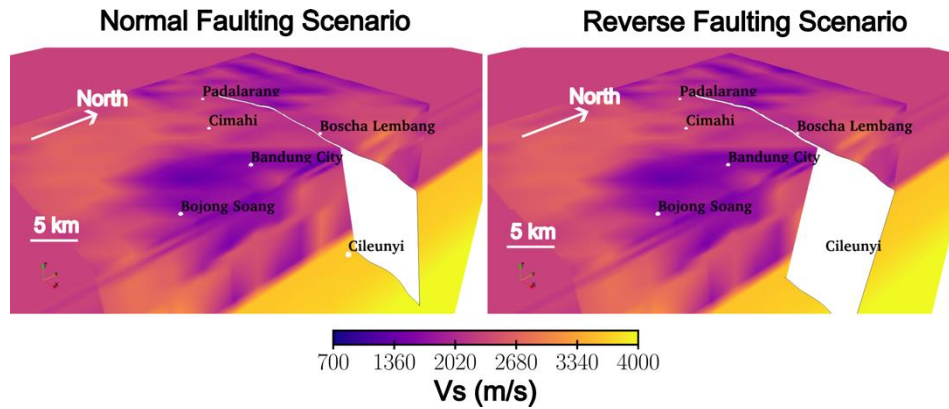 Normal Faulting Scenario
North
Padalarang
Cimahi
Boscha Lembang
Bandung City
Bojong Soang
5 km
Cileunyi
Reverse Faulting Scenario
North
Padalarang
Cimahi
Boscha Lembang
Bandung City
Bojong Soang
5 km
Cileunyi
700 1360 2020 2680 3340 4000
Vs (m/s)